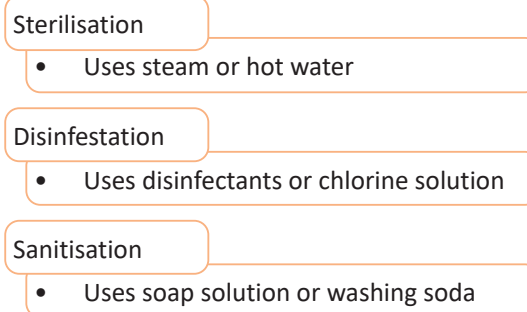 Sterilisation
• Uses steam or hot water
Disinfestation
• Uses disinfectants or chlorine solution
Sanitisation
• Uses soap solution or washing soda